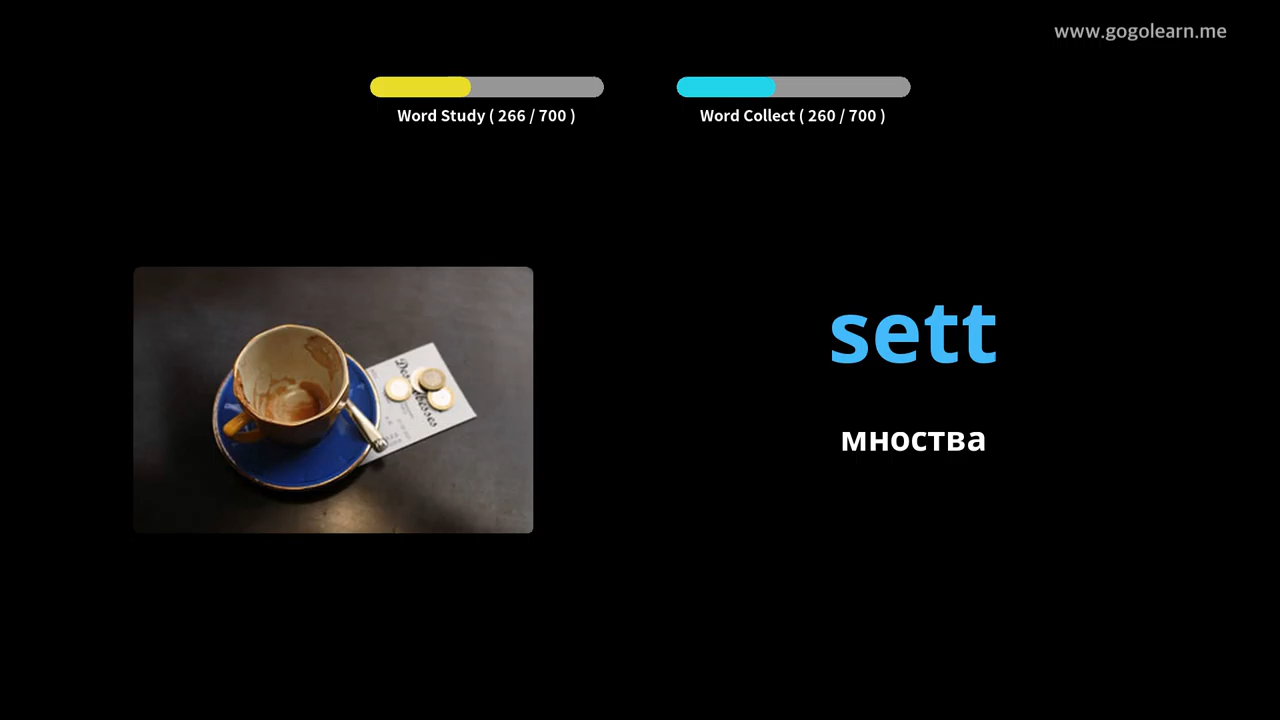 www.gogolearn.me
Word Study ( 266 / 700 )
Word Collect ( 260 / 700 )
sett
мноства